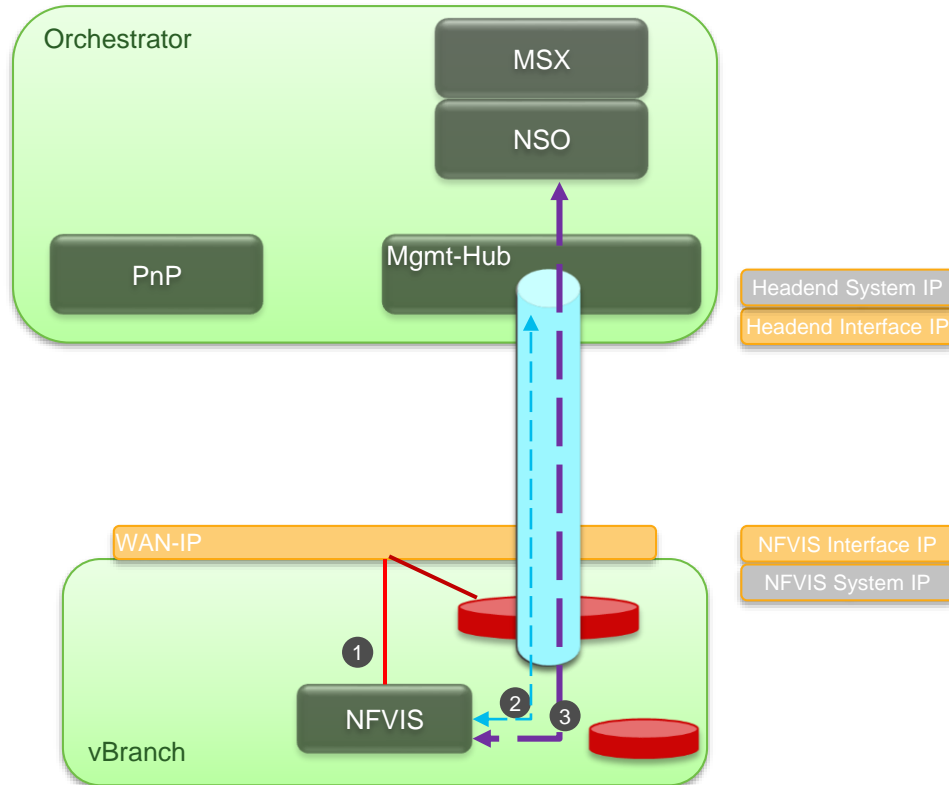 Orchestrator
MSX
NSO
PnP
Mgmt-Hub
Headend System IP
Headend Interface IP
WAN-IP
NFVIS Interface IP
NFVIS System IP
1
NFVIS
2
3
vBranch